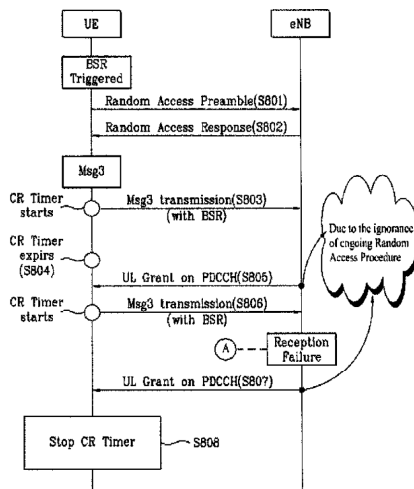 UE
eNB
BSR
Triggered
Random Access Preamble(S801)
Random Access Response(S802)
Msg3
CR Timer
starts
Msg3 transmission(S803)
(with BSR)
Due to the ignorance
of ongoing Random
Access Procedure
CR Timer
expirs
(S804)
UL Grant on PDCCH(S805)
CR Timer
starts
Msg3 transmission(S806)
(with BSR)
A
Reception
Failure
UL Grant on PDCCH(S807)
Stop CR Timer
S808